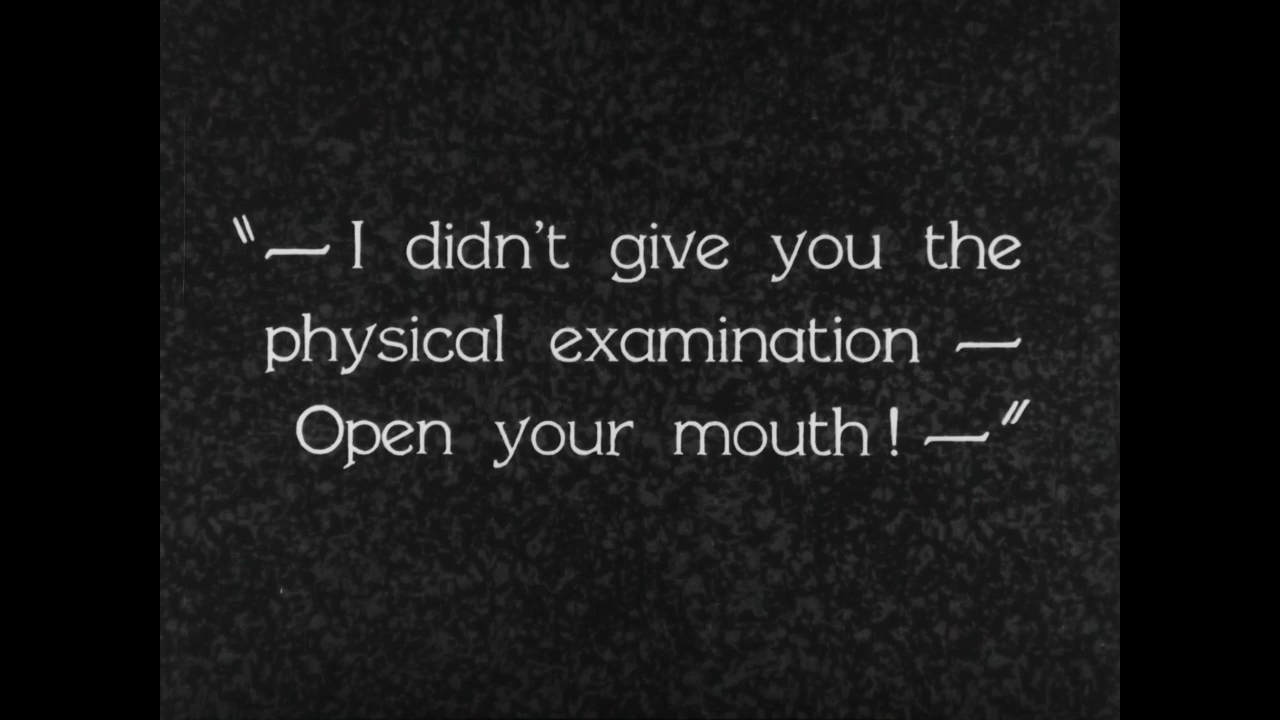 "— I didn't give you the
physical examination —
Open your mouth! —"